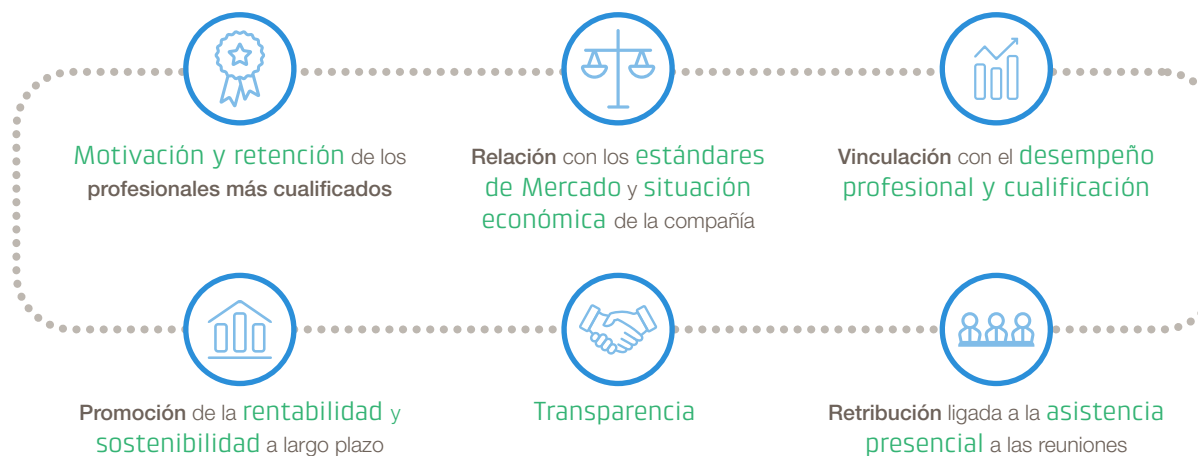 Motivación y retención de los
profesionales más cualificados
Relación con los estándares
de Mercado y situación
económica de la compañía
Vinculación con el desempeño
profesional y cualificación
Promoción de la rentabilidad y
sostenibilidad a largo plazo
Transparencia
Retribución ligada a la asistencia
presencial a las reuniones